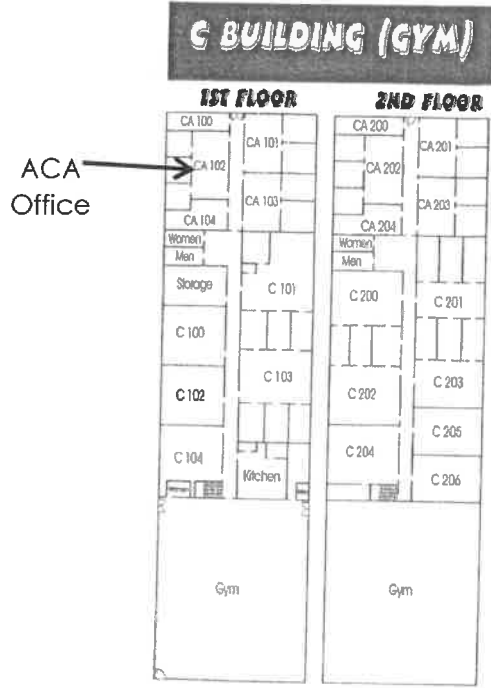 C BUILDING (GYM)
1ST FLOOR
CA 100
CA 101
CA 102
CA 103
CA 104
Women
Men
Storage
C 101
C 100
C 103
C 102
C 104
Kitchen
Gym
ACA
Office
2ND FLOOR
CA 200
CA 201
CA 202
CA 203
CA 204
Women
Men
C 200
C 201
C 202
C 203
C 204
C 205
C 206
Gym